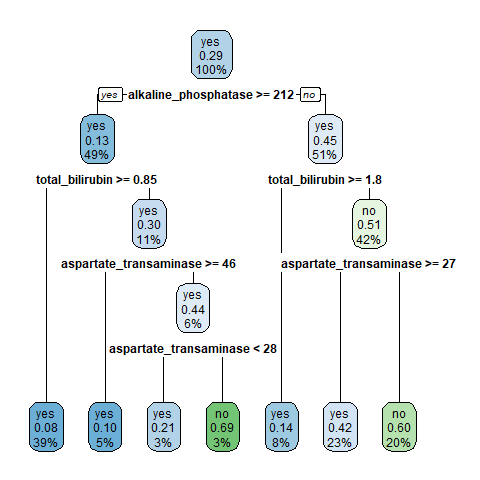 yes
0.29
100%
yes alkaline_phosphatase >= 212 no
yes
0.13
49%
yes
0.45
51%
total_bilirubin >= 0.85
total_bilirubin >= 1.8
yes
0.30
11%
no
0.51
42%
aspartate_transaminase >= 46
aspartate_transaminase >= 27
yes
0.44
6%
aspartate_transaminase < 28
yes
0.08
39%
yes
0.10
5%
yes
0.21
3%
no
0.69
3%
yes
0.14
8%
yes
0.42
23%
no
0.60
20%